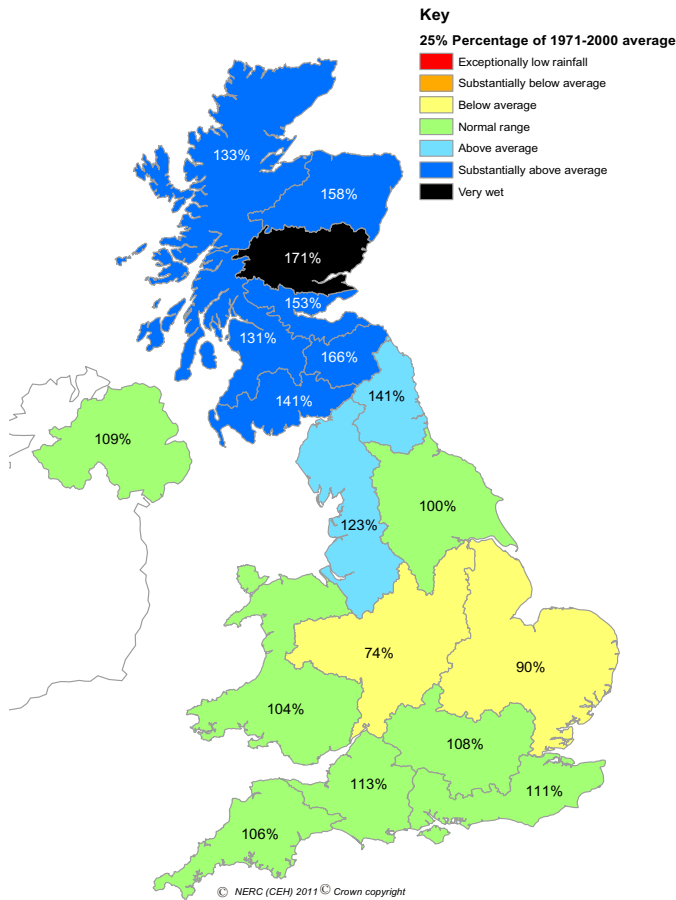 Key
25% Percentage of 1971-2000 average
Exceptionally low rainfall
Substantially below average
Below average
Normal range
Above average
Substantially above average
Very wet
133%
158%
171%
153%
131%
166%
141%
141%
109%
100%
123%
74%
90%
104%
108%
113%
111%
106%
© NERC (CEH) 2011 © Crown copyright